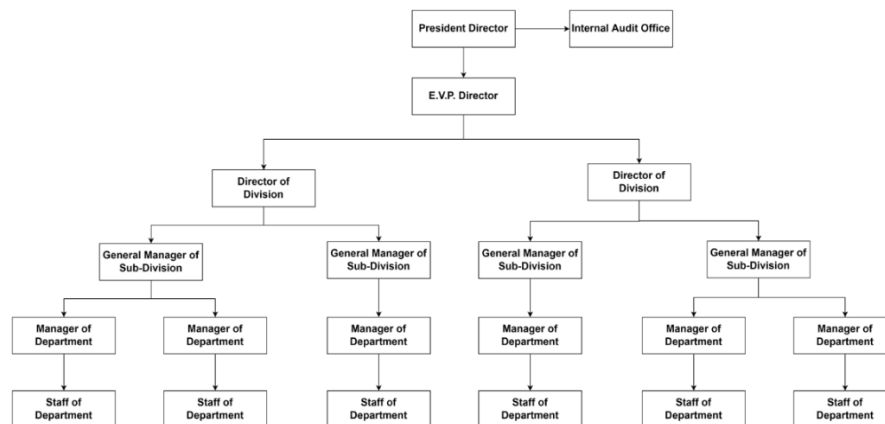 President Director
Internal Audit Office
E.V.P. Director
Director of
Division
Director of
Division
General Manager of
Sub-Division
General Manager of
Sub-Division
General Manager of
Sub-Division
General Manager of
Sub-Division
Manager of
Department
Manager of
Department
Manager of
Department
Manager of
Department
Manager of
Department
Manager of
Department
Staff of
Department
Staff of
Department
Staff of
Department
Staff of
Department
Staff of
Department
Staff of
Department